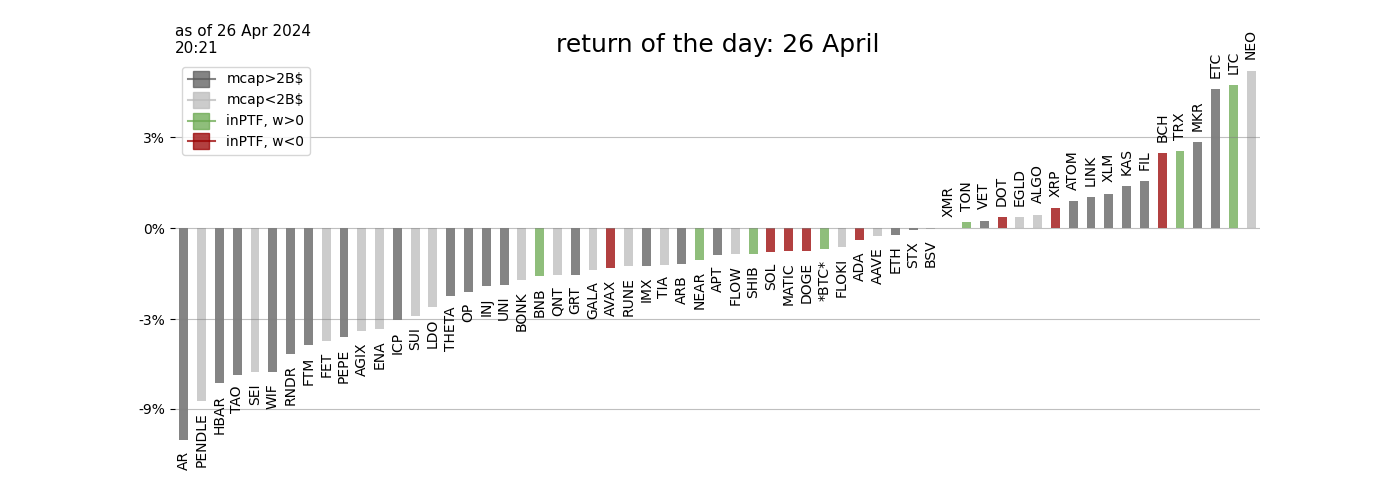 as of 26 Apr 2024
20:21
return of the day: 26 April
mcap>2B$
mcap<2B$
inPTF, w>0
inPTF, w<0
3%
0%
-3%
-9%
AR
PENDLE
HBAR
TAO
SEI
WIF
RNDR
FTM
FET
PEPE
AGIX
ENA
ICP
SUI
LDO
THETA
OP
INJ
UNI
BONK
BNB
QNT
GRT
GALA
AVAX
RUNE
IMX
TIA
ARB
NEAR
APT
FLOW
SHIB
SOL
MATIC
DOGE
*BTC*
FLOKI
ADA
AAVE
ETH
STX
BSV
XMR
TON
VET
DOT
EGLD
ALGO
XRP
ATOM
LINK
XLM
KAS
FIL
BCH
TRX
MKR
ETC
LTC
NEO